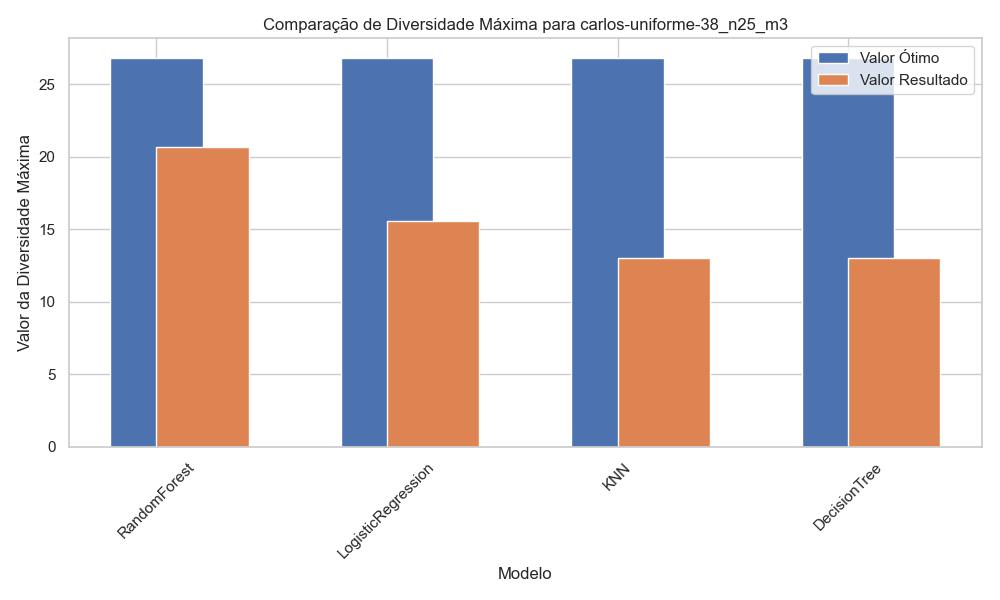 Comparação de Diversidade Máxima para carlos-uniforme-38_n25_m3
Valor Ótimo
Valor Resultado
Valor da Diversidade Máxima
25
20
15
10
5
0
RandomForest
LogisticRegression
KNN
DecisionTree
Modelo